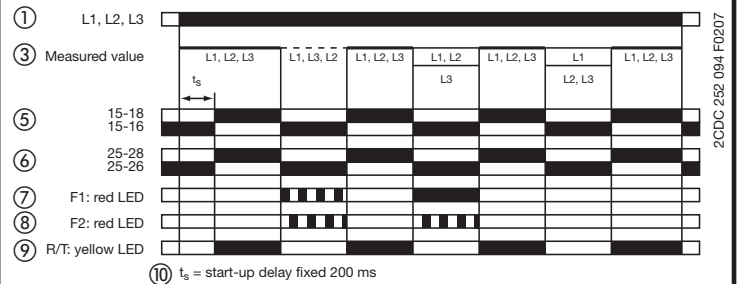 ① L1, L2, L3
③ Measured value
L1, L2, L3 L1, L3, L2 L1, L2, L3 L1, L2 L1, L2, L3 L1 L1, L2, L3
L3 L2, L3
ts
⑤ 15-18
15-16
⑥ 25-28
25-26
⑦ F1: red LED
⑧ F2: red LED
⑨ R/T: yellow LED
⑩ ts = start-up delay fixed 200 ms
2CDC 252 094 F0207